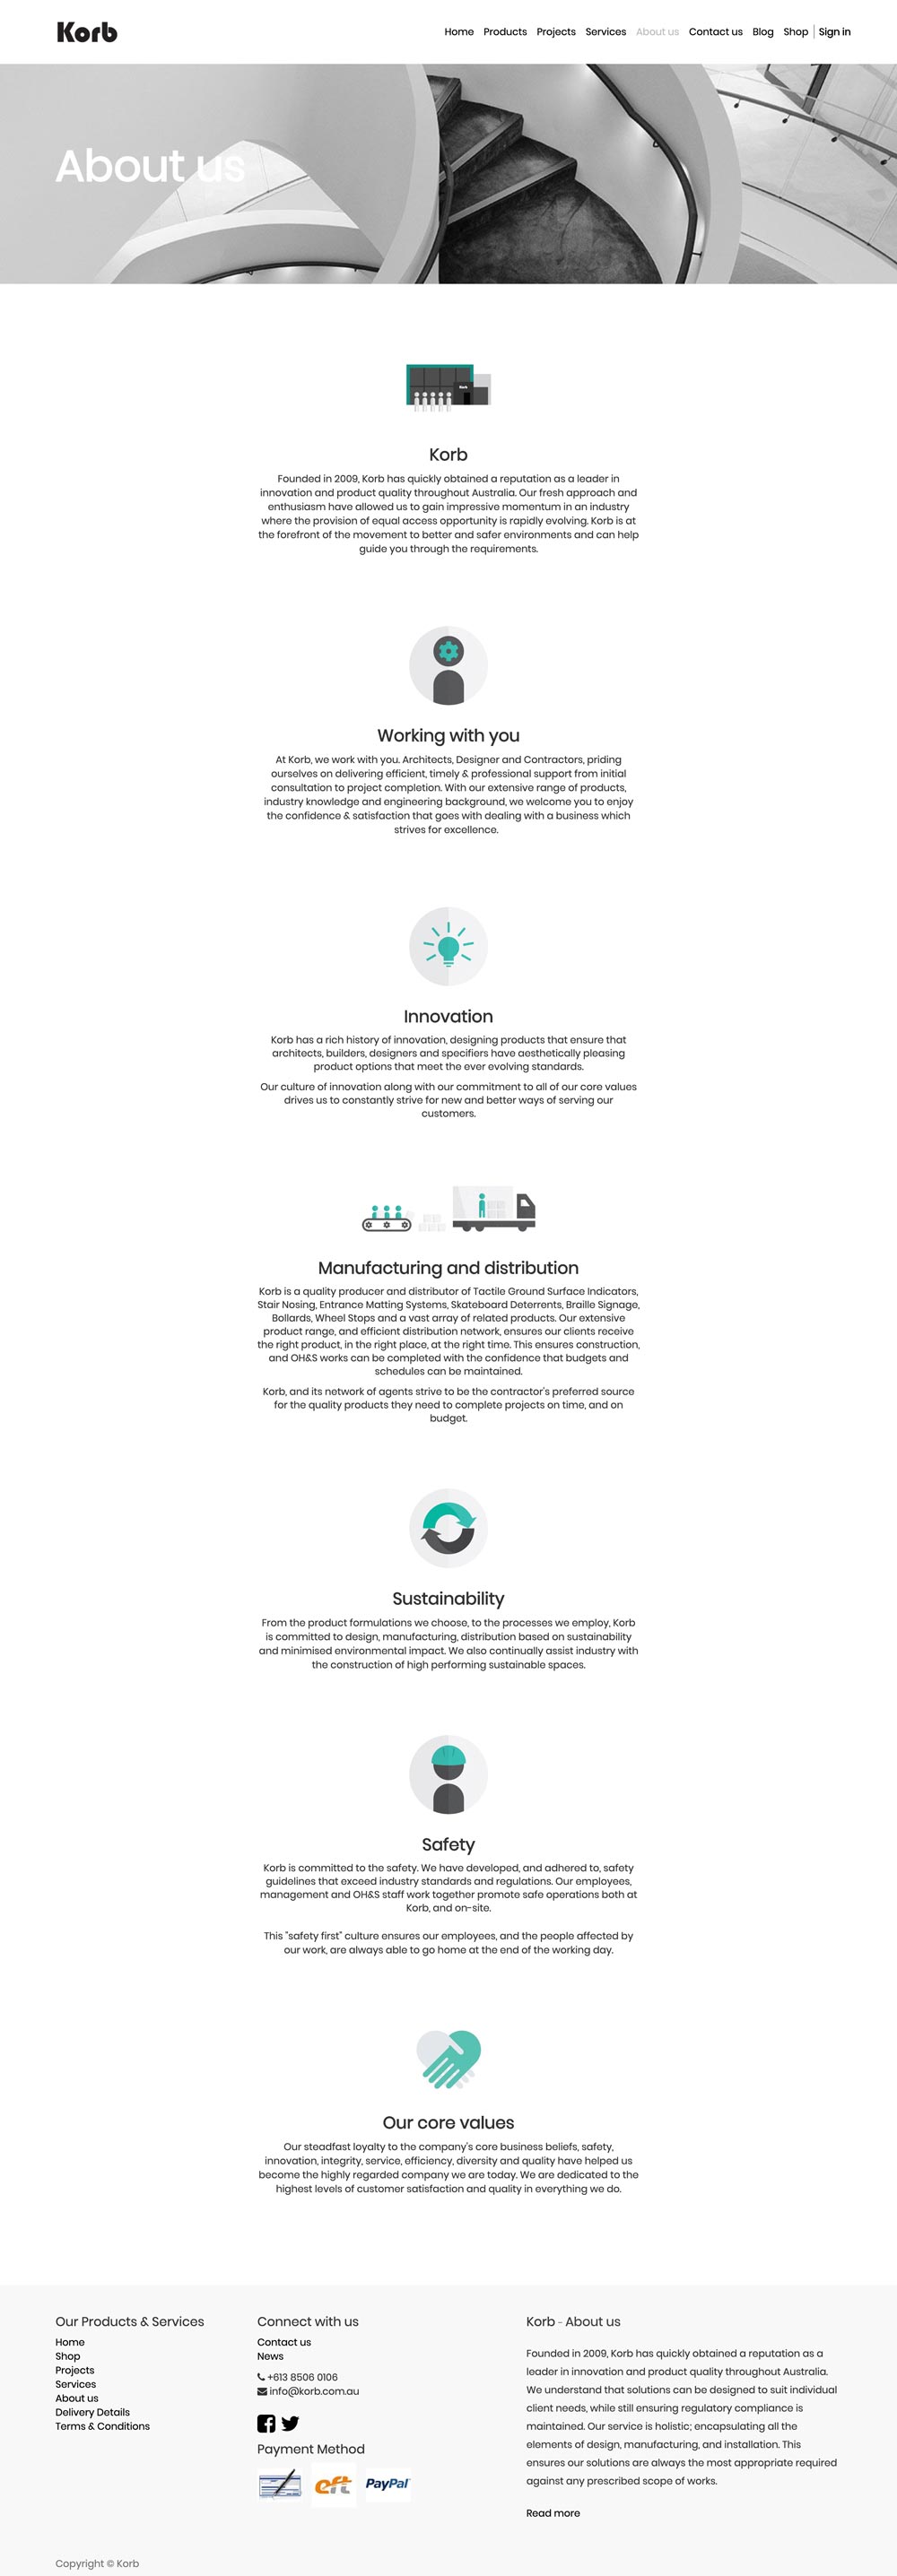 Korb
Home Products Projects Services About us Contact us Blog Shop Sign in
About us
Korb
Korb
Founded in 2009, Korb has quickly obtained a reputation as a leader in
innovation and product quality throughout Australia. Our fresh approach and
enthusiasm have allowed us to gain impressive momentum in an industry
where the provision of equal access opportunity is rapidly evolving. Korb is at
the forefront of the movement to better and safer environments and can help
guide you through the requirements.
Working with you
At Korb, we work with you. Architects, Designer and Contractors, priding
ourselves on delivering efficient, timely & professional support from initial
consultation to project completion. With our extensive range of products,
industry knowledge and engineering background, we welcome you to enjoy
the confidence & satisfaction that goes with dealing with a business which
strives for excellence.
Innovation
Korb has a rich history of innovation, designing products that ensure that
architects, builders, designers and specifiers have aesthetically pleasing
product options that meet the ever evolving standards.
Our culture of innovation along with our commitment to all of our core values
drives us to constantly strive for new and better ways of serving our
customers.
Manufacturing and distribution
Korb is a quality producer and distributor of Tactile Ground Surface Indicators,
Stair Nosing, Entrance Matting Systems, Skateboard Deterrents, Braille Signage,
Bollards, Wheel Stops and a vast array of related products. Our extensive
product range, and efficient distribution network, ensures our clients receive
the right product, in the right place, at the right time. This ensures construction,
and OH&S works can be completed with the confidence that budgets and
schedules can be maintained.
Korb, and its network of agents strive to be the contractor's preferred source
for the quality products they need to complete projects on time, and on
budget.
Sustainability
From the product formulations we choose, to the processes we employ, Korb
is committed to design, manufacturing, distribution based on sustainability
and minimised environmental impact. We also continually assist industry with
the construction of high performing sustainable spaces.
Safety
Korb is committed to the safety. We have developed, and adhered to, safety
guidelines that exceed industry standards and regulations. Our employees,
management and OH&S staff work together promote safe operations both at
Korb, and on-site.
This "safety first" culture ensures our employees, and the people affected by
our work, are always able to go home at the end of the working day.
Our core values
Our steadfast loyalty to the company's core business beliefs, safety,
innovation, integrity, service, efficiency, diversity and quality have helped us
become the highly regarded company we are today. We are dedicated to the
highest levels of customer satisfaction and quality in everything we do.
Our Products & Services
Home
Shop
Projects
Services
About us
Delivery Details
Terms & Conditions
Connect with us
Contact us
News
+613 8506 0106
info@korb.com.au
Payment Method
eft PayPal
Korb - About us
Founded in 2009, Korb has quickly obtained a reputation as a
leader in innovation and product quality throughout Australia.
We understand that solutions can be designed to suit individual
client needs, while still ensuring regulatory compliance is
maintained. Our service is holistic; encapsulating all the
elements of design, manufacturing, and installation. This
ensures our solutions are always the most appropriate required
against any prescribed scope of works.
Read more
Copyright © Korb